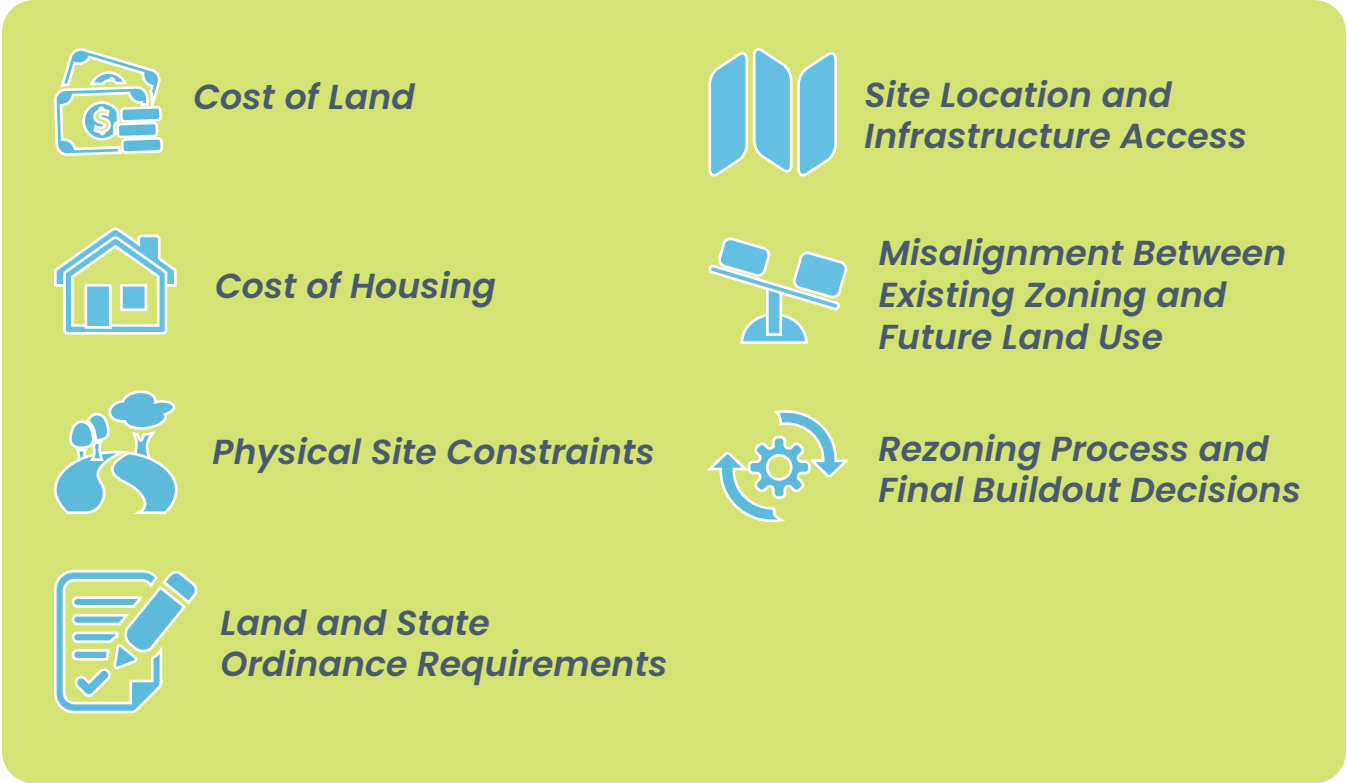 Cost of Land
Cost of Housing
Physical Site Constraints
Land and State
Ordinance Requirements
Site Location and
Infrastructure Access
Misalignment Between
Existing Zoning and
Future Land Use
Rezoning Process and
Final Buildout Decisions